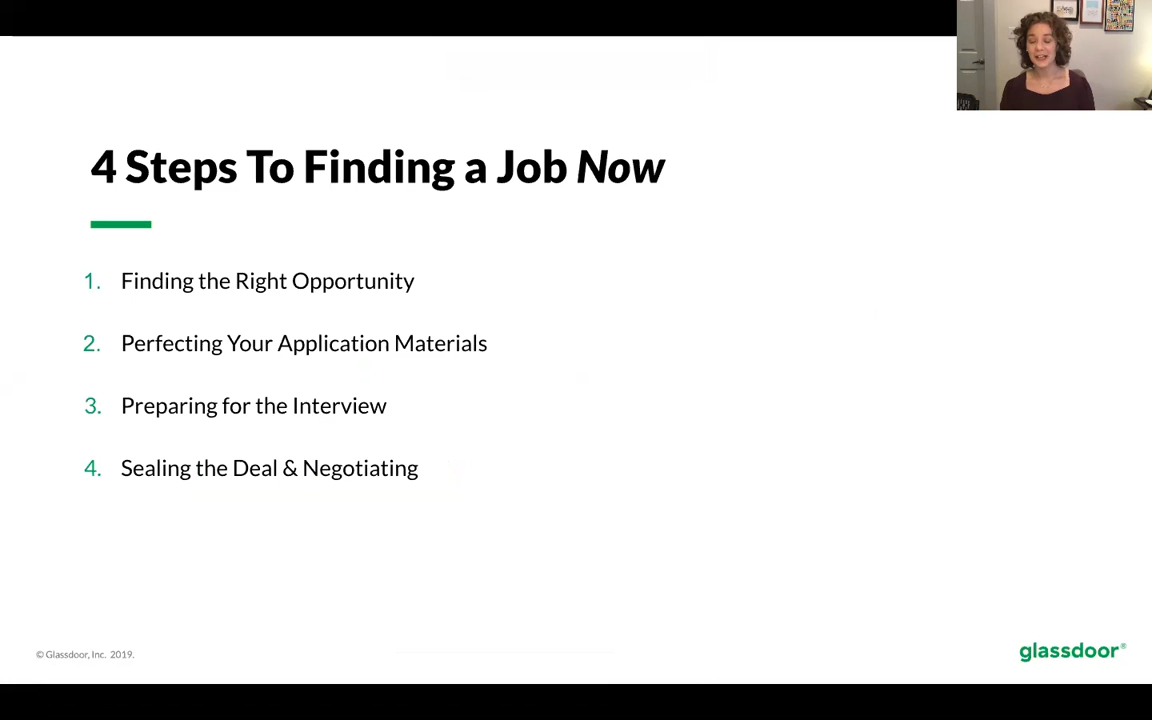 4 Steps To Finding a Job Now
1. Finding the Right Opportunity
2. Perfecting Your Application Materials
3. Preparing for the Interview
4. Sealing the Deal & Negotiating
© Glassdoor, Inc. 2019.
glassdoor®